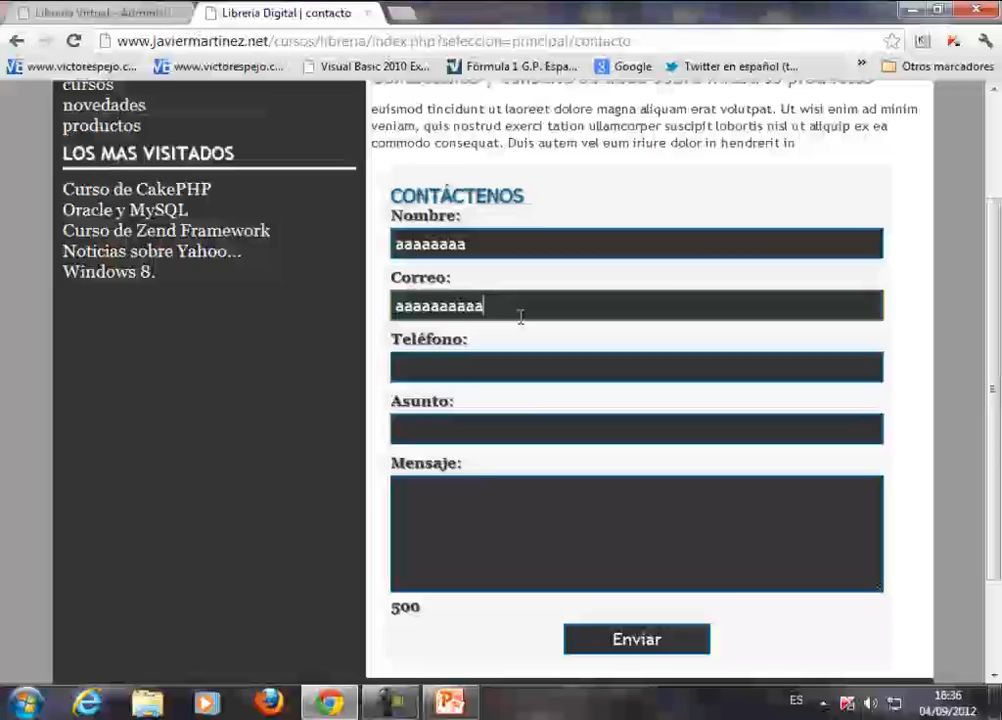 Librería Virtual - Administ
Librería Digital | contacto
www.javiermartinez.net/cursos/libreria/index.php?seleccion=principal/contacto
www.victorespejo.c...
www.victorespejo.c...
Visual Basic 2010 Ex...
Fórmula 1 G.P. Espa...
Google
Twitter en español (t...
»
Otros marcadores
cursos
novedades
productos
LOS MAS VISITADOS
Curso de CakePHP
Oracle y MySQL
Curso de Zend Framework
Noticias sobre Yahoo...
Windows 8.
euismod tincidunt ut laoreet dolore magna aliquam erat volutpat. Ut wisi enim ad minim
veniam, quis nostrud exerci tation ullamcorper suscipit lobortis nisl ut aliquip ex ea
commodo consequat. Duis autem vel eum iriure dolor in hendrerit in
CONTÁCTENOS
Nombre:
aaaaaaaa
Correo:
aaaaaaaaaa
Teléfono:
Asunto:
Mensaje:
500
Enviar
ES
16:36
04/09/2012